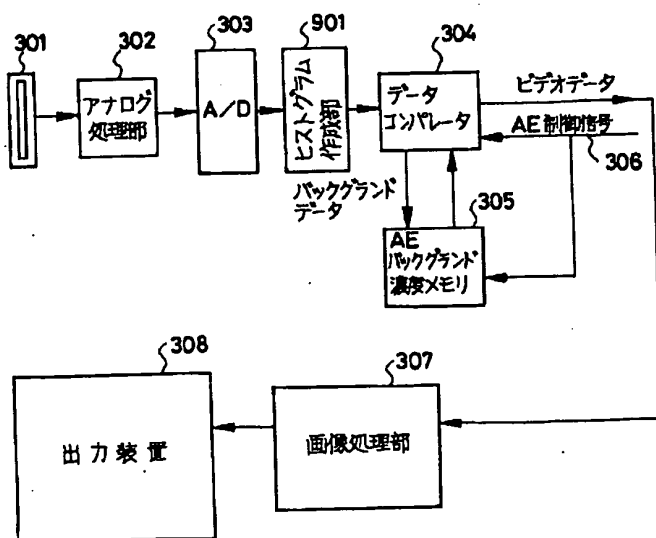 301
302
アナログ
処理部
303
A/D
901
ヒストグラム
作成部
304
データ
コンパレータ
ビデオデータ
AE制御信号
306
バックグランド
データ
305
AE
バックグランド
濃度メモリ
308
出力装置
307
画像処理部